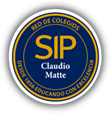 RED DE COLEGIOS
SIP
Claudio
Matte
DESDE 1856 EDUCANDO CON EXCELENCIA